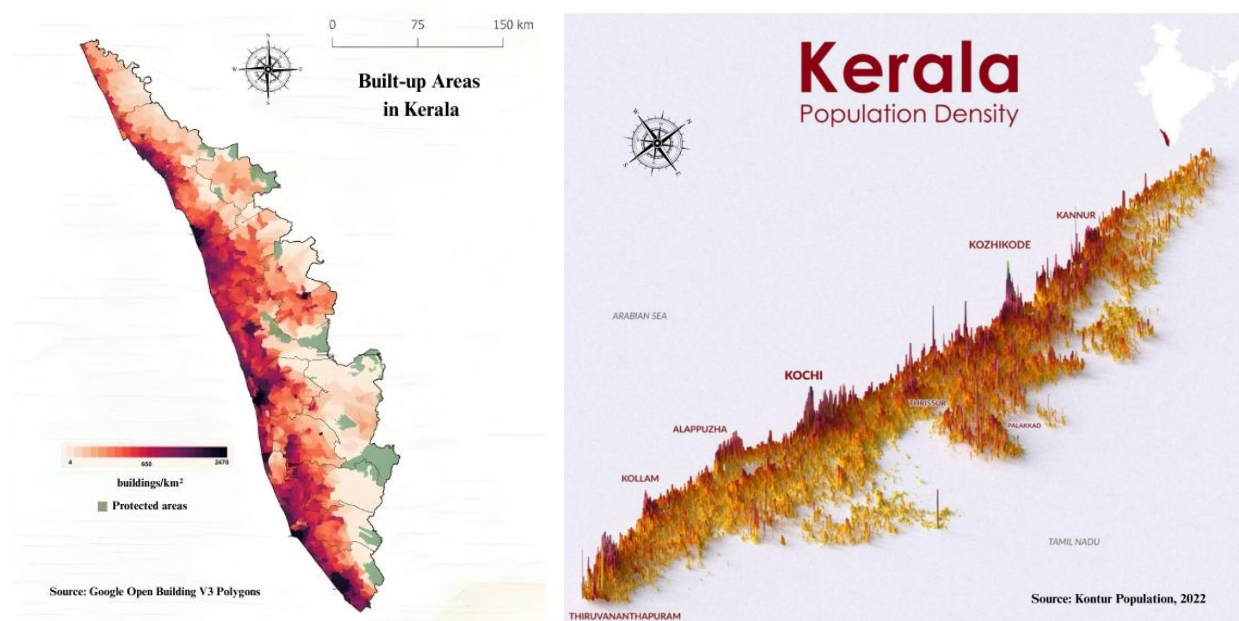 0 75 150 km
N
W E
S
Built-up Areas
in Kerala
4 650 2470
buildings/km²
Protected areas
Source: Google Open Building V3 Polygons
Kerala
Population Density
N
W
E
S
KANNUR
KOZHIKODE
ARABIAN SEA
KOCHI
THRISSUR
PALAKKAD
ALAPPUZHA
KOLLAM
TAMIL NADU
Source: Kontur Population, 2022
THIRUVANANTHAPURAM